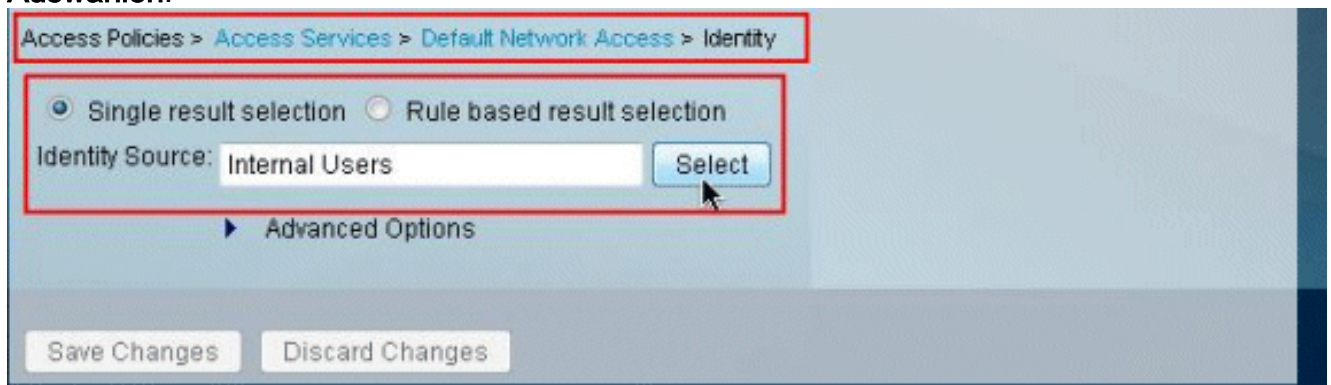 Auswählen.
Access Policies > Access Services > Default Network Access > Identity
Single result selection Rule based result selection
Identity Source: Internal Users Select
Advanced Options
Save Changes Discard Changes